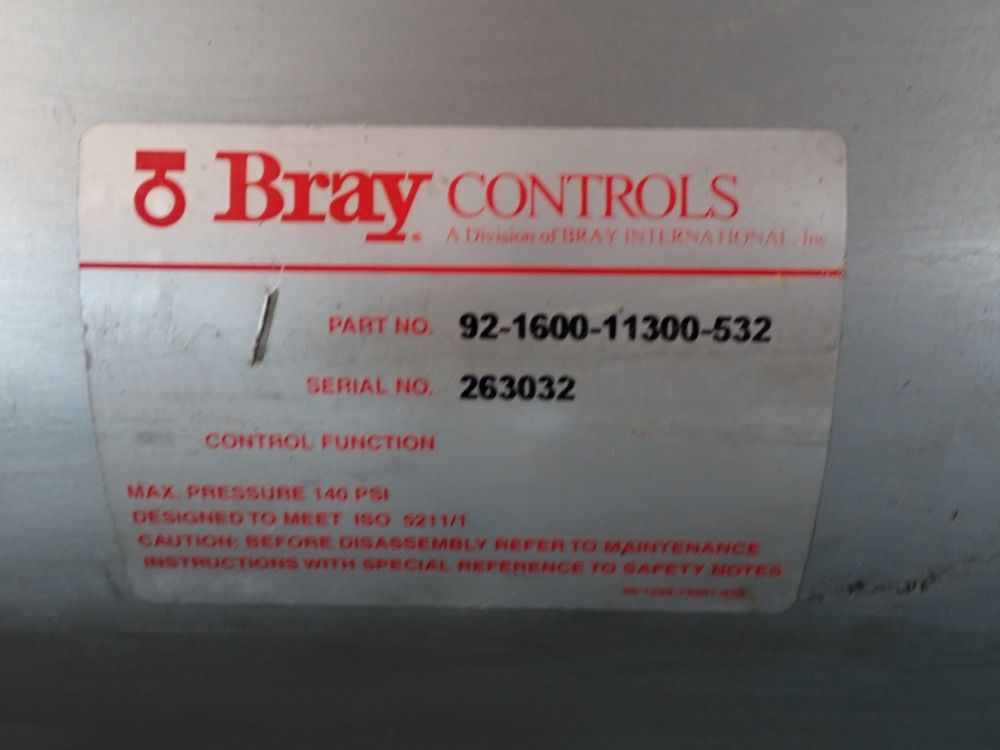 Bray CONTROLS
A Division of BRAY INTERNATIONAL, Inc
PART NO. 92-1600-11300-532
SERIAL NO. 263032
CONTROL FUNCTION
MAX. PRESSURE 140 PSI
DESIGNED TO MEET ISO 5211/1
CAUTION: BEFORE DISASSEMBLY REFER TO MAINTENANCE
INSTRUCTIONS WITH SPECIAL REFERENCE TO SAFETY NOTES